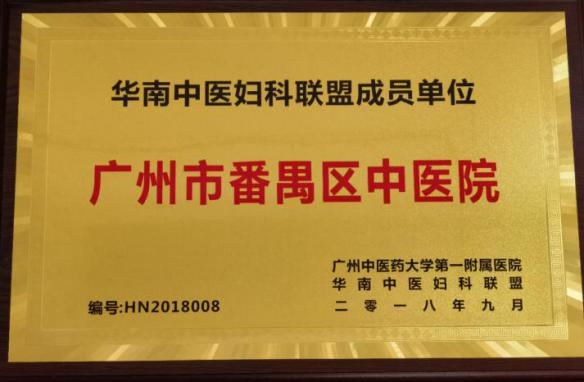 华南中医妇科联盟成员单位
广州市番禺区中医院
广州中医药大学第一附属医院
华南中医妇科联盟
编号:HN2018008
二零一八年九月